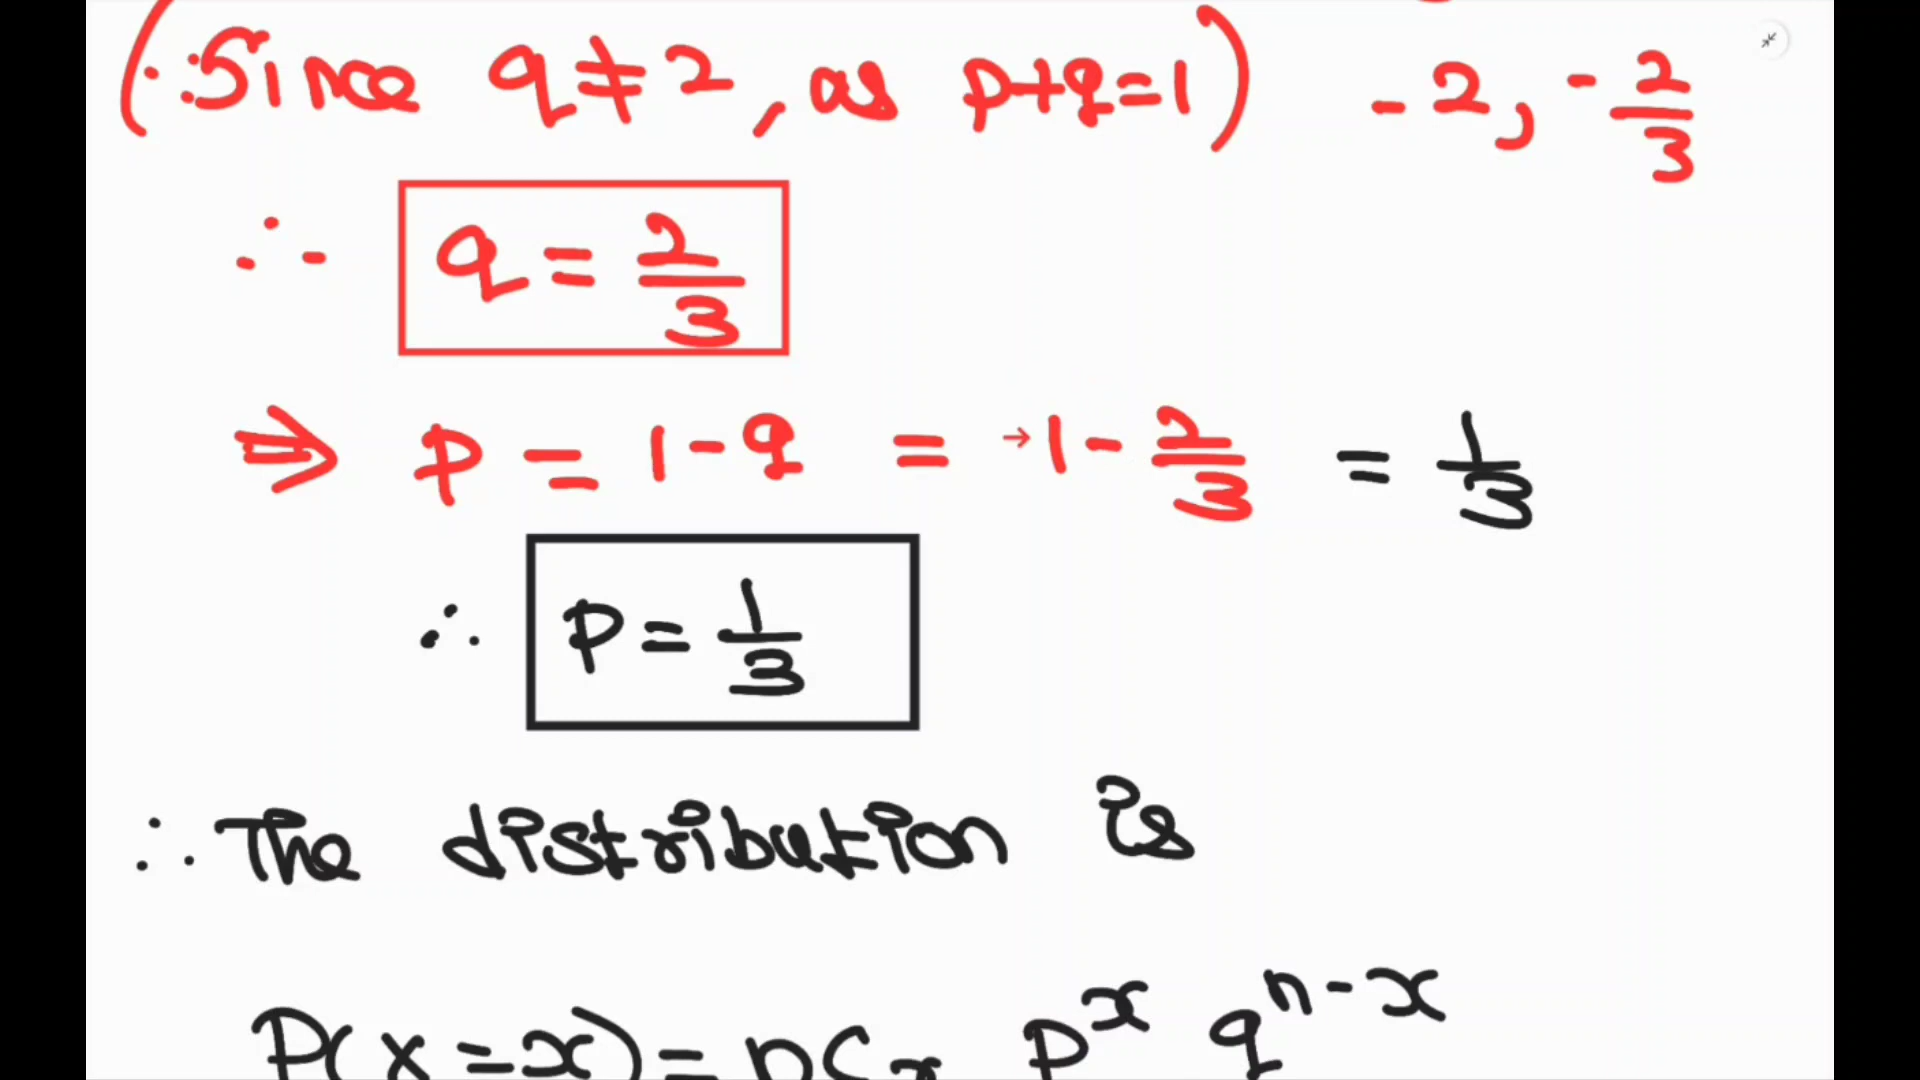 (∵ Since q ≠ 2, as p+q=1) -2, -2/3
∴ q = 2/3
⇒ p = 1-q = →1 - 2/3 = 1/3
∴ p = 1/3
∴ The distribution is
P(x=x) = nCx p^x q^n-x